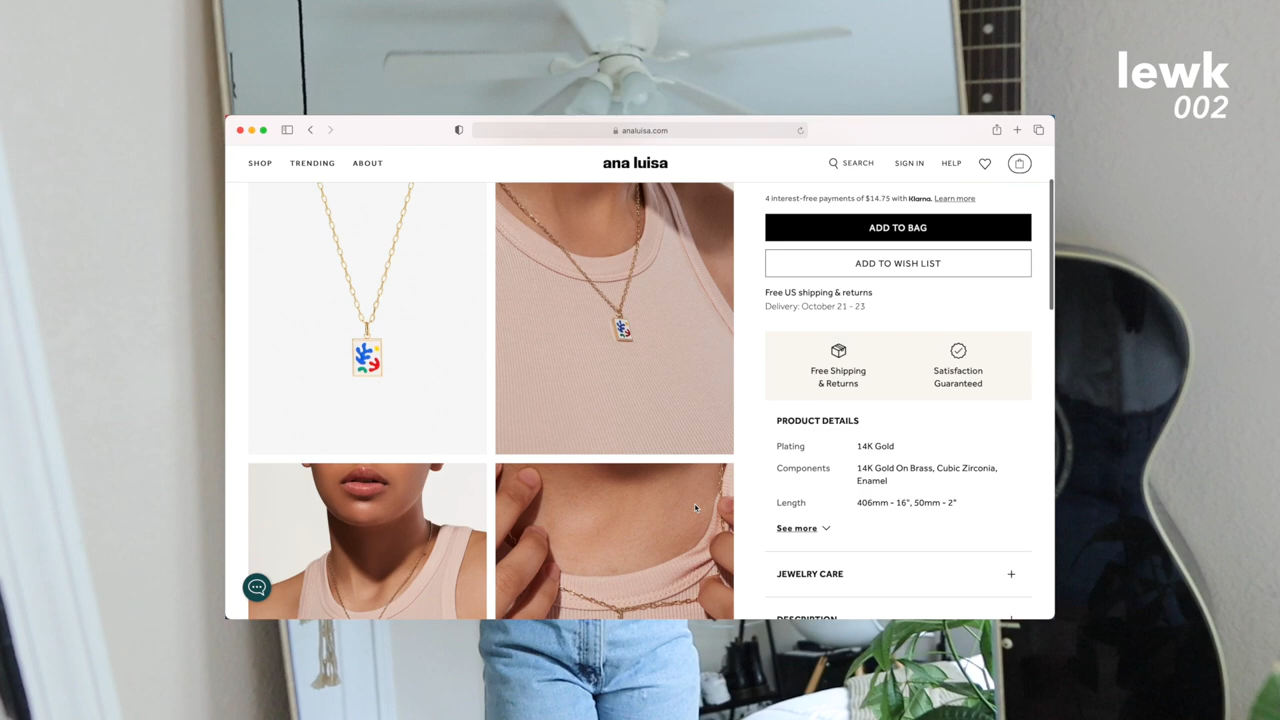 lewk
002
analuisa.com
SHOP TRENDING ABOUT
ana luisa
SEARCH SIGN IN HELP
4 interest-free payments of $14.75 with Klarna. Learn more
ADD TO BAG
ADD TO WISH LIST
Free US shipping & returns
Delivery: October 21 - 23
Free Shipping
& Returns
Satisfaction
Guaranteed
PRODUCT DETAILS
Plating 14K Gold
Components 14K Gold On Brass, Cubic Zirconia,
Enamel
Length 406mm - 16", 50mm - 2"
See more
JEWELRY CARE
DESCRIPTION